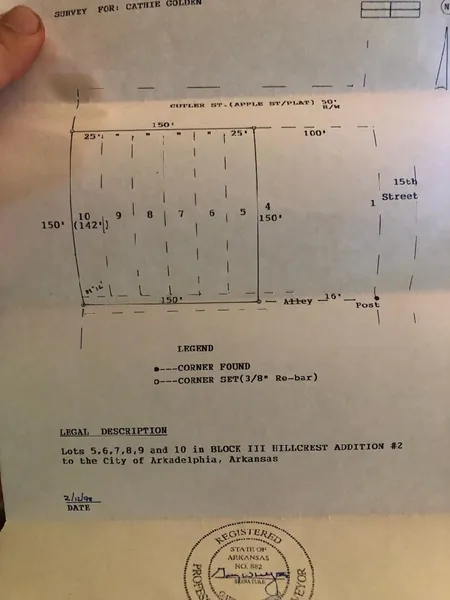 SURVEY FOR: CATHIE GOLDEN
N
CUTLER ST.(APPLE ST/PLAT) 50'
R/W
150'
25' " " " " 25'
100'
15th
Street
150'
10
(142')
9
8
7
6
5
4
150'
1
150'
Alley
16'
Post
LEGEND
●---CORNER FOUND
o---CORNER SET(3/8" Re-bar)
LEGAL DESCRIPTION
Lots 5,6,7,8,9 and 10 in BLOCK III HILLCREST ADDITION #2
to the City of Arkadelphia, Arkansas
DATE
REGISTERED
STATE OF
ARKANSAS
NO. 882
SIGNATURE